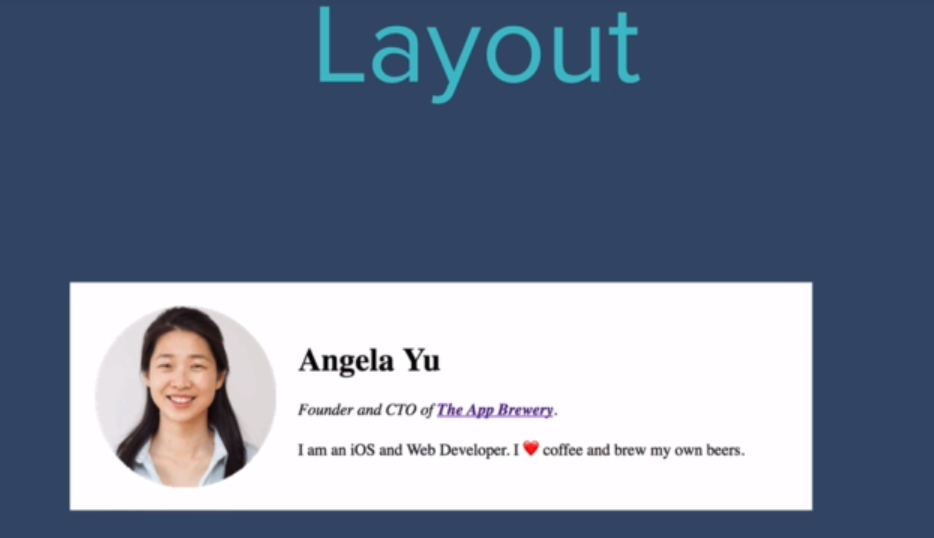 Layout
Angela Yu
Founder and CTO of The App Brewery.
I am an iOS and Web Developer. I ❤️ coffee and brew my own beers.